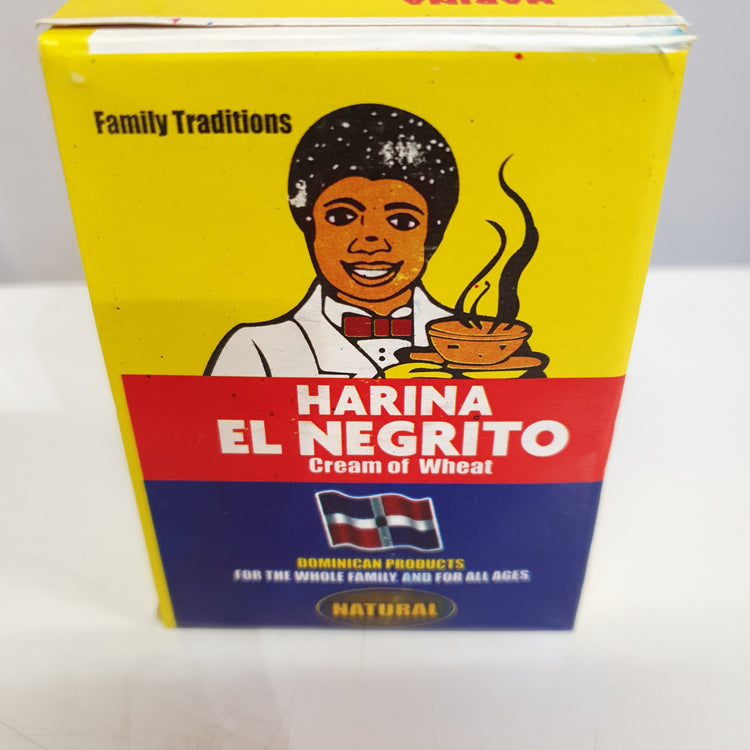 HARINA
Family Traditions
HARINA
EL NEGRITO
Cream of Wheat
DOMINICAN PRODUCTS
FOR THE WHOLE FAMILY AND FOR ALL AGES
NATURAL